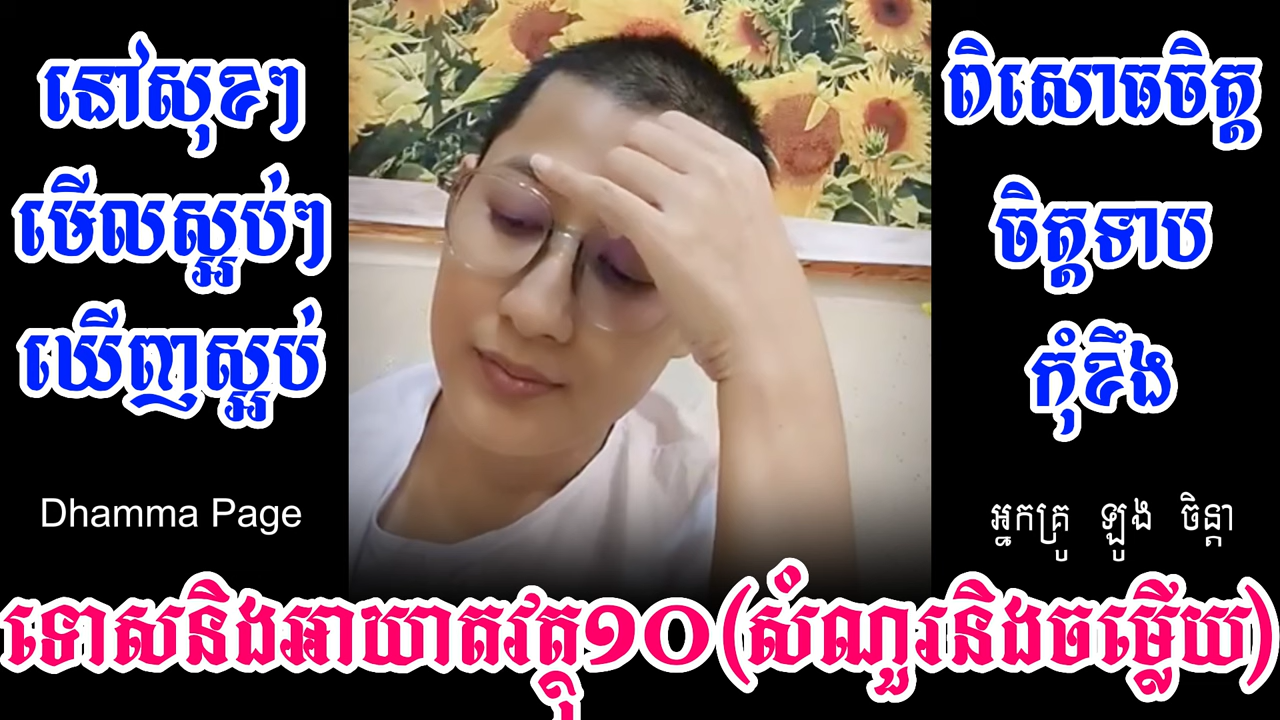 នៅសុខៗ
មើលស្អប់ៗ
ឃើញស្អប់
Dhamma Page
ពិសោធចិត្ត
ចិត្តទាប
កុំខឹង
អ្នកគ្រូ ឡុង ចិន្តា
ទោសនិងអាឃាតវត្ថុ១០(សំណួរនិងចម្លើយ)